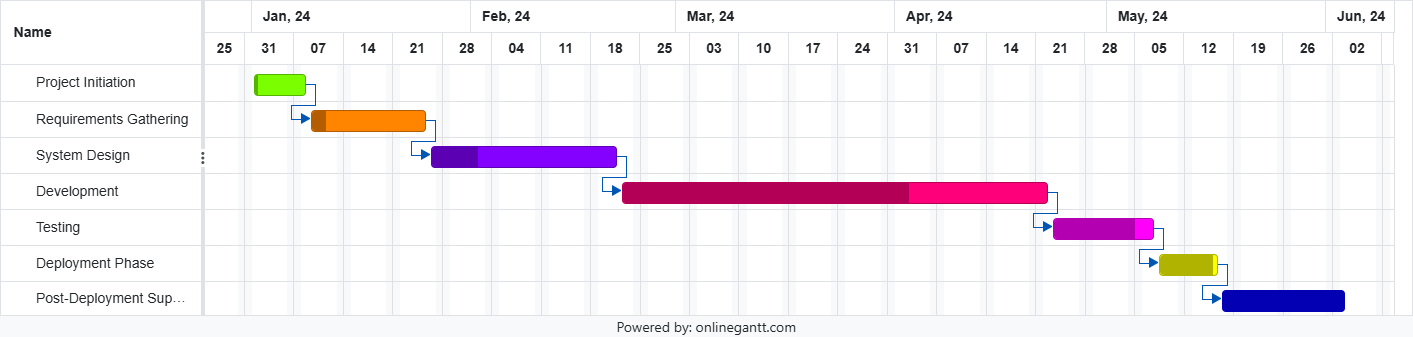 Name
Jan, 24 Feb, 24 Mar, 24 Apr, 24 May, 24 Jun, 24
25 31 07 14 21 28 04 11 18 25 03 10 17 24 31 07 14 21 28 05 12 19 26 02
Project Initiation
Requirements Gathering
System Design
Development
Testing
Deployment Phase
Post-Deployment Sup...
Powered by: onlinegantt.com